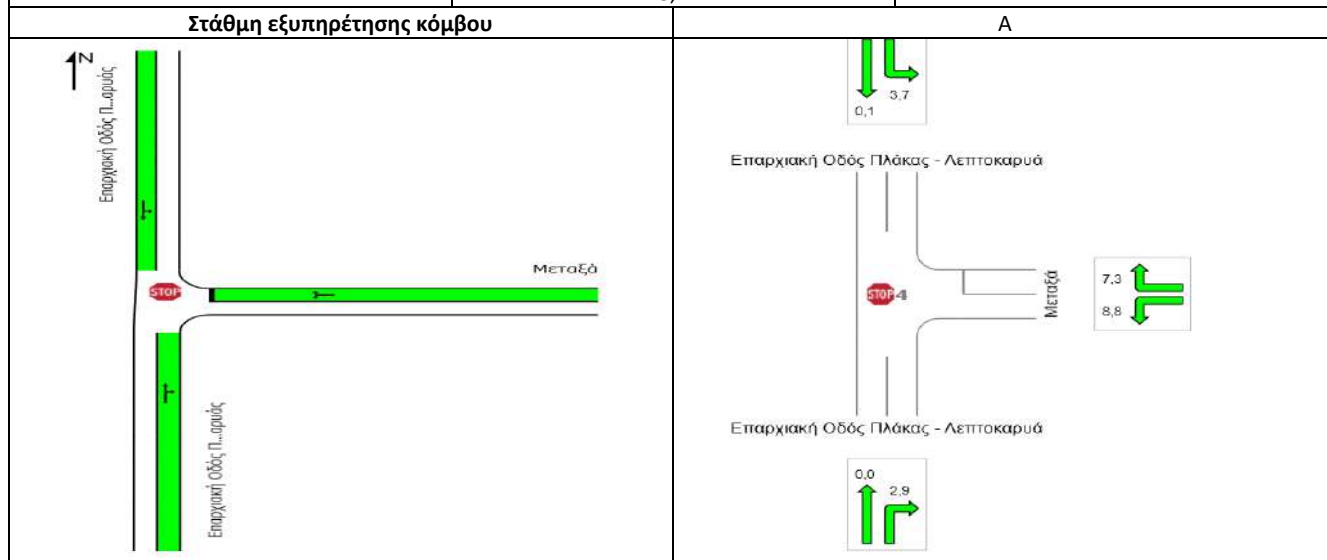 Στάθμη εξυπηρέτησης κόμβου
Α
N
Επαρχιακή Οδός Π...αρυάς
Μεταξά
STOP
Επαρχιακή Οδός Π...αρυάς
0,1
3,7
Επαρχιακή Οδός Πλάκας - Λεπτοκαρυά
STOP 4
Μεταξά
7,3
8,8
Επαρχιακή Οδός Πλάκας - Λεπτοκαρυά
0,0
2,9